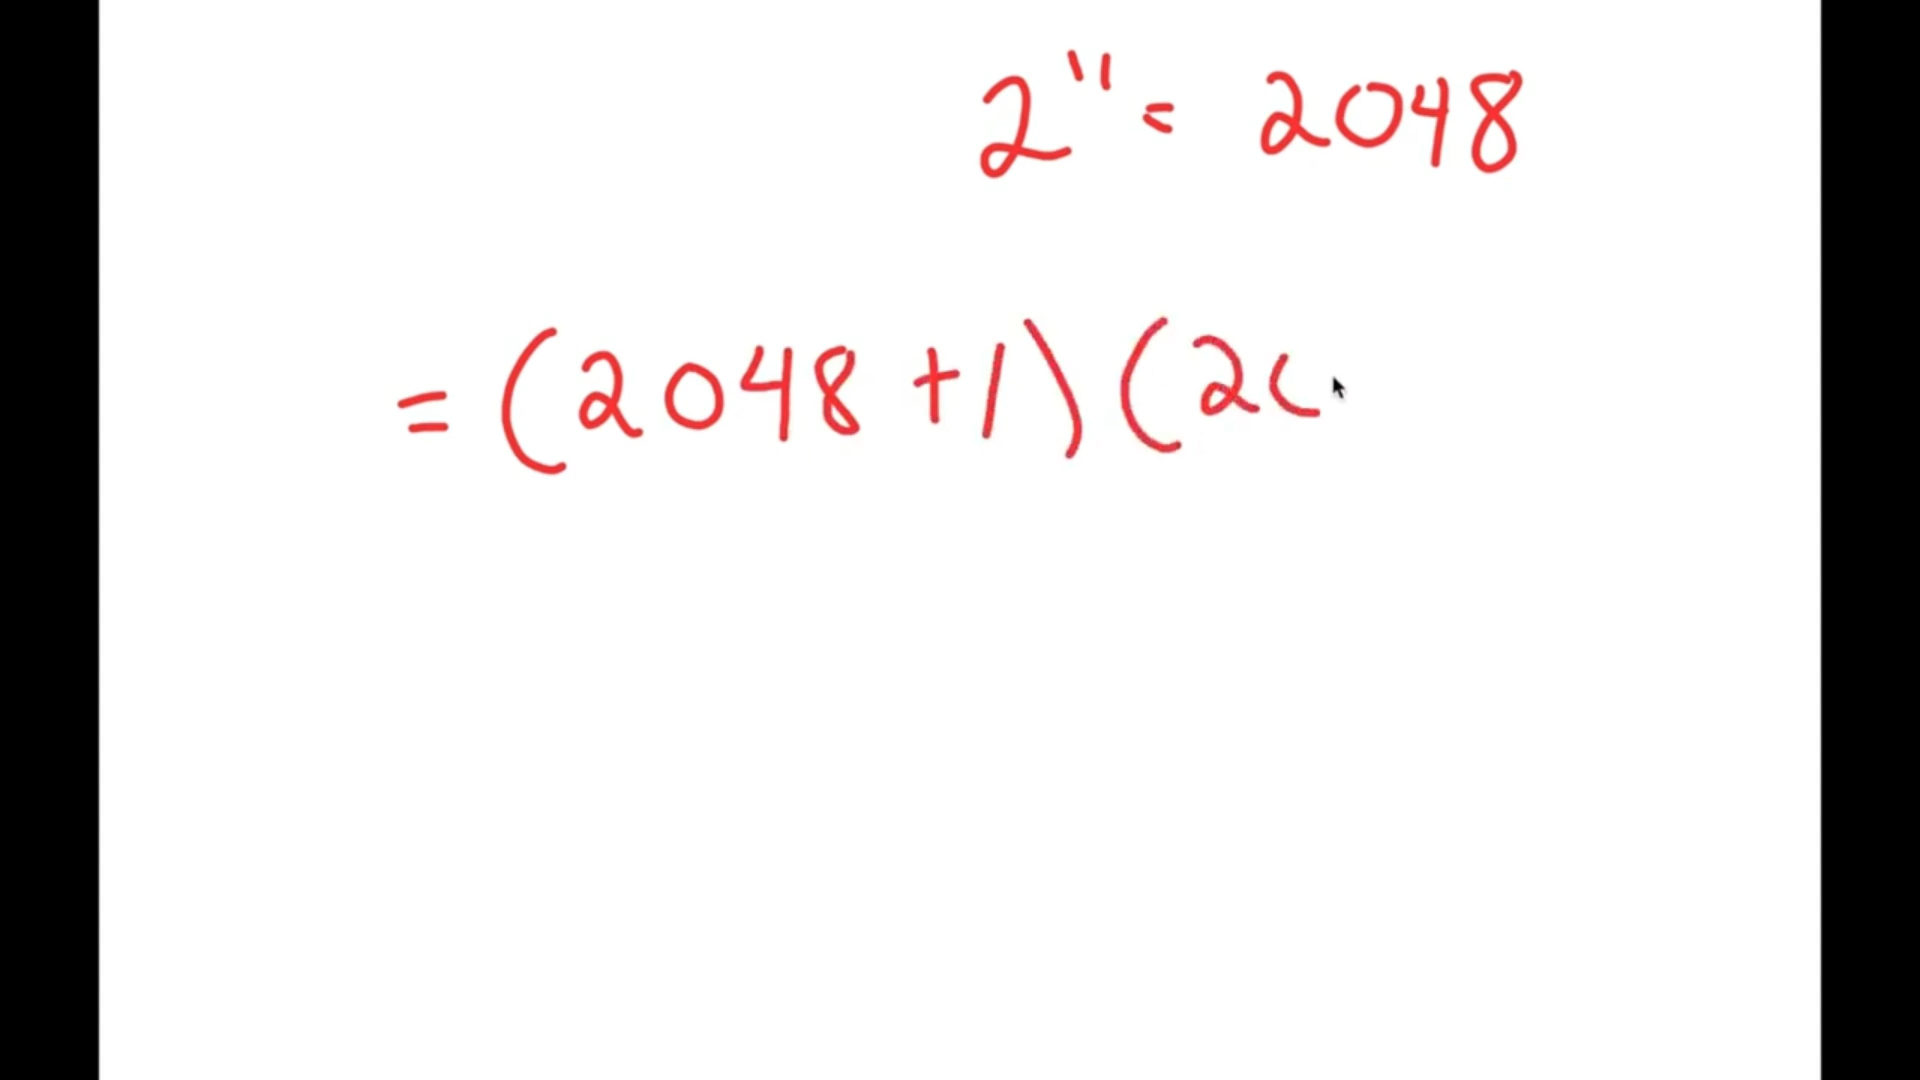 2¹¹ = 2048
= (2048 + 1) (2(